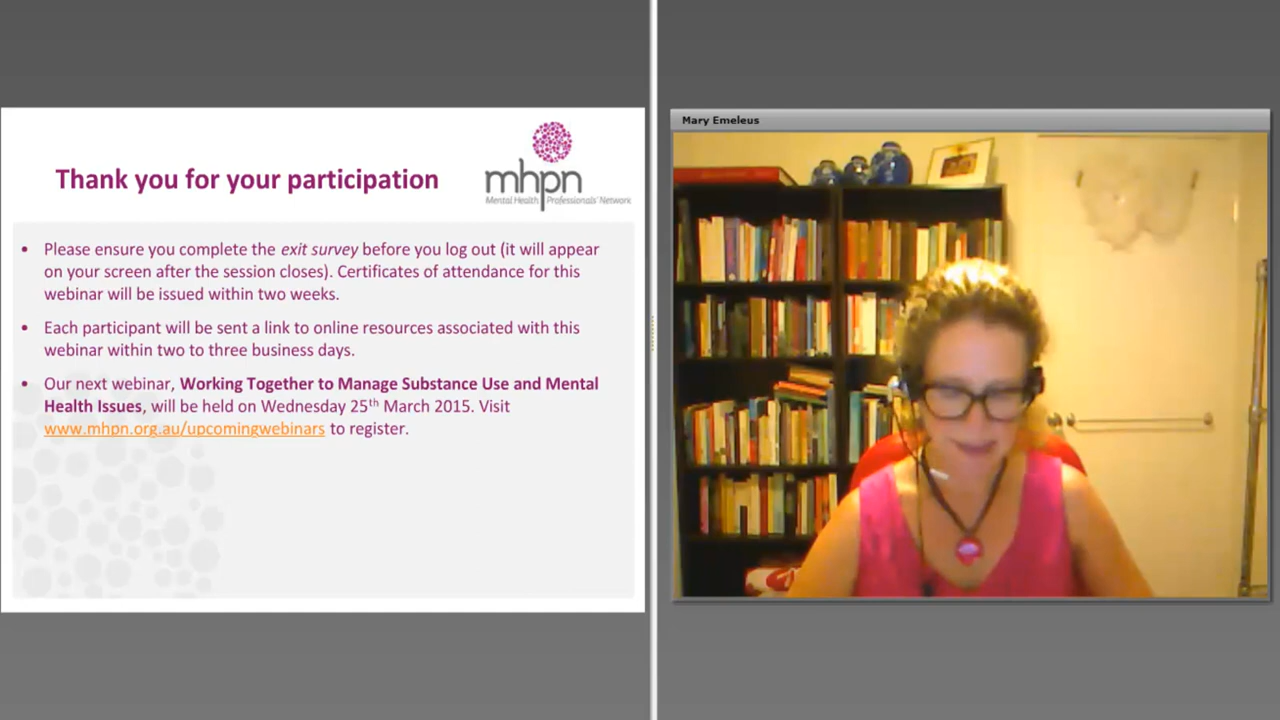 Thank you for your participation
mhpn
Mental Health Professionals' Network
• Please ensure you complete the exit survey before you log out (it will appear
on your screen after the session closes). Certificates of attendance for this
webinar will be issued within two weeks.
• Each participant will be sent a link to online resources associated with this
webinar within two to three business days.
• Our next webinar, Working Together to Manage Substance Use and Mental
Health Issues, will be held on Wednesday 25th March 2015. Visit
www.mhpn.org.au/upcomingwebinars to register.
Mary Emeleus